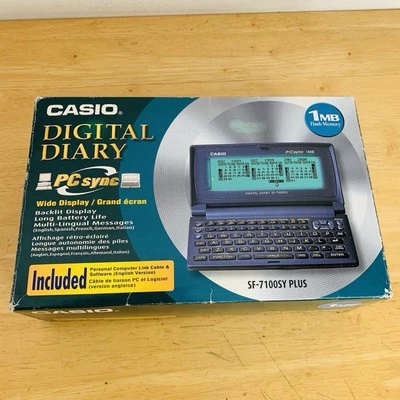 CASIO®
DIGITAL
DIARY
PC sync
Wide Display / Grand écran
Backlit Display
Long Battery Life
Multi-Lingual Messages
(English, Spanish, French, German, Italian)
Affichage rétro-éclairé
Longue autonomie des piles
Messages multilingues
(Anglais, Espagnol, Français, Allemand, Italien)
Included
Personal Computer Link Cable &
Software (English Version)
Câble de liaison PC et Logiciel
(version anglaise)
1MB
Flash Memory
CASIO
PC sync 1MB
SF-7100SY PLUS
CASIO
DIGITAL DIARY